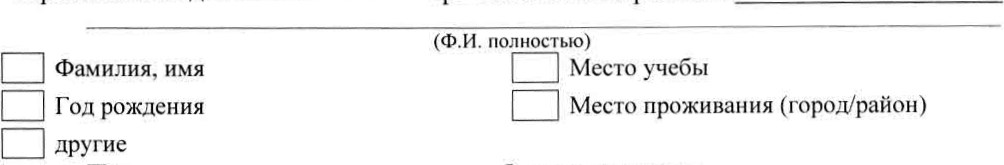 (Ф.И. полностью)
Фамилия, имя Место учебы
Год рождения Место проживания (город/район)
другие